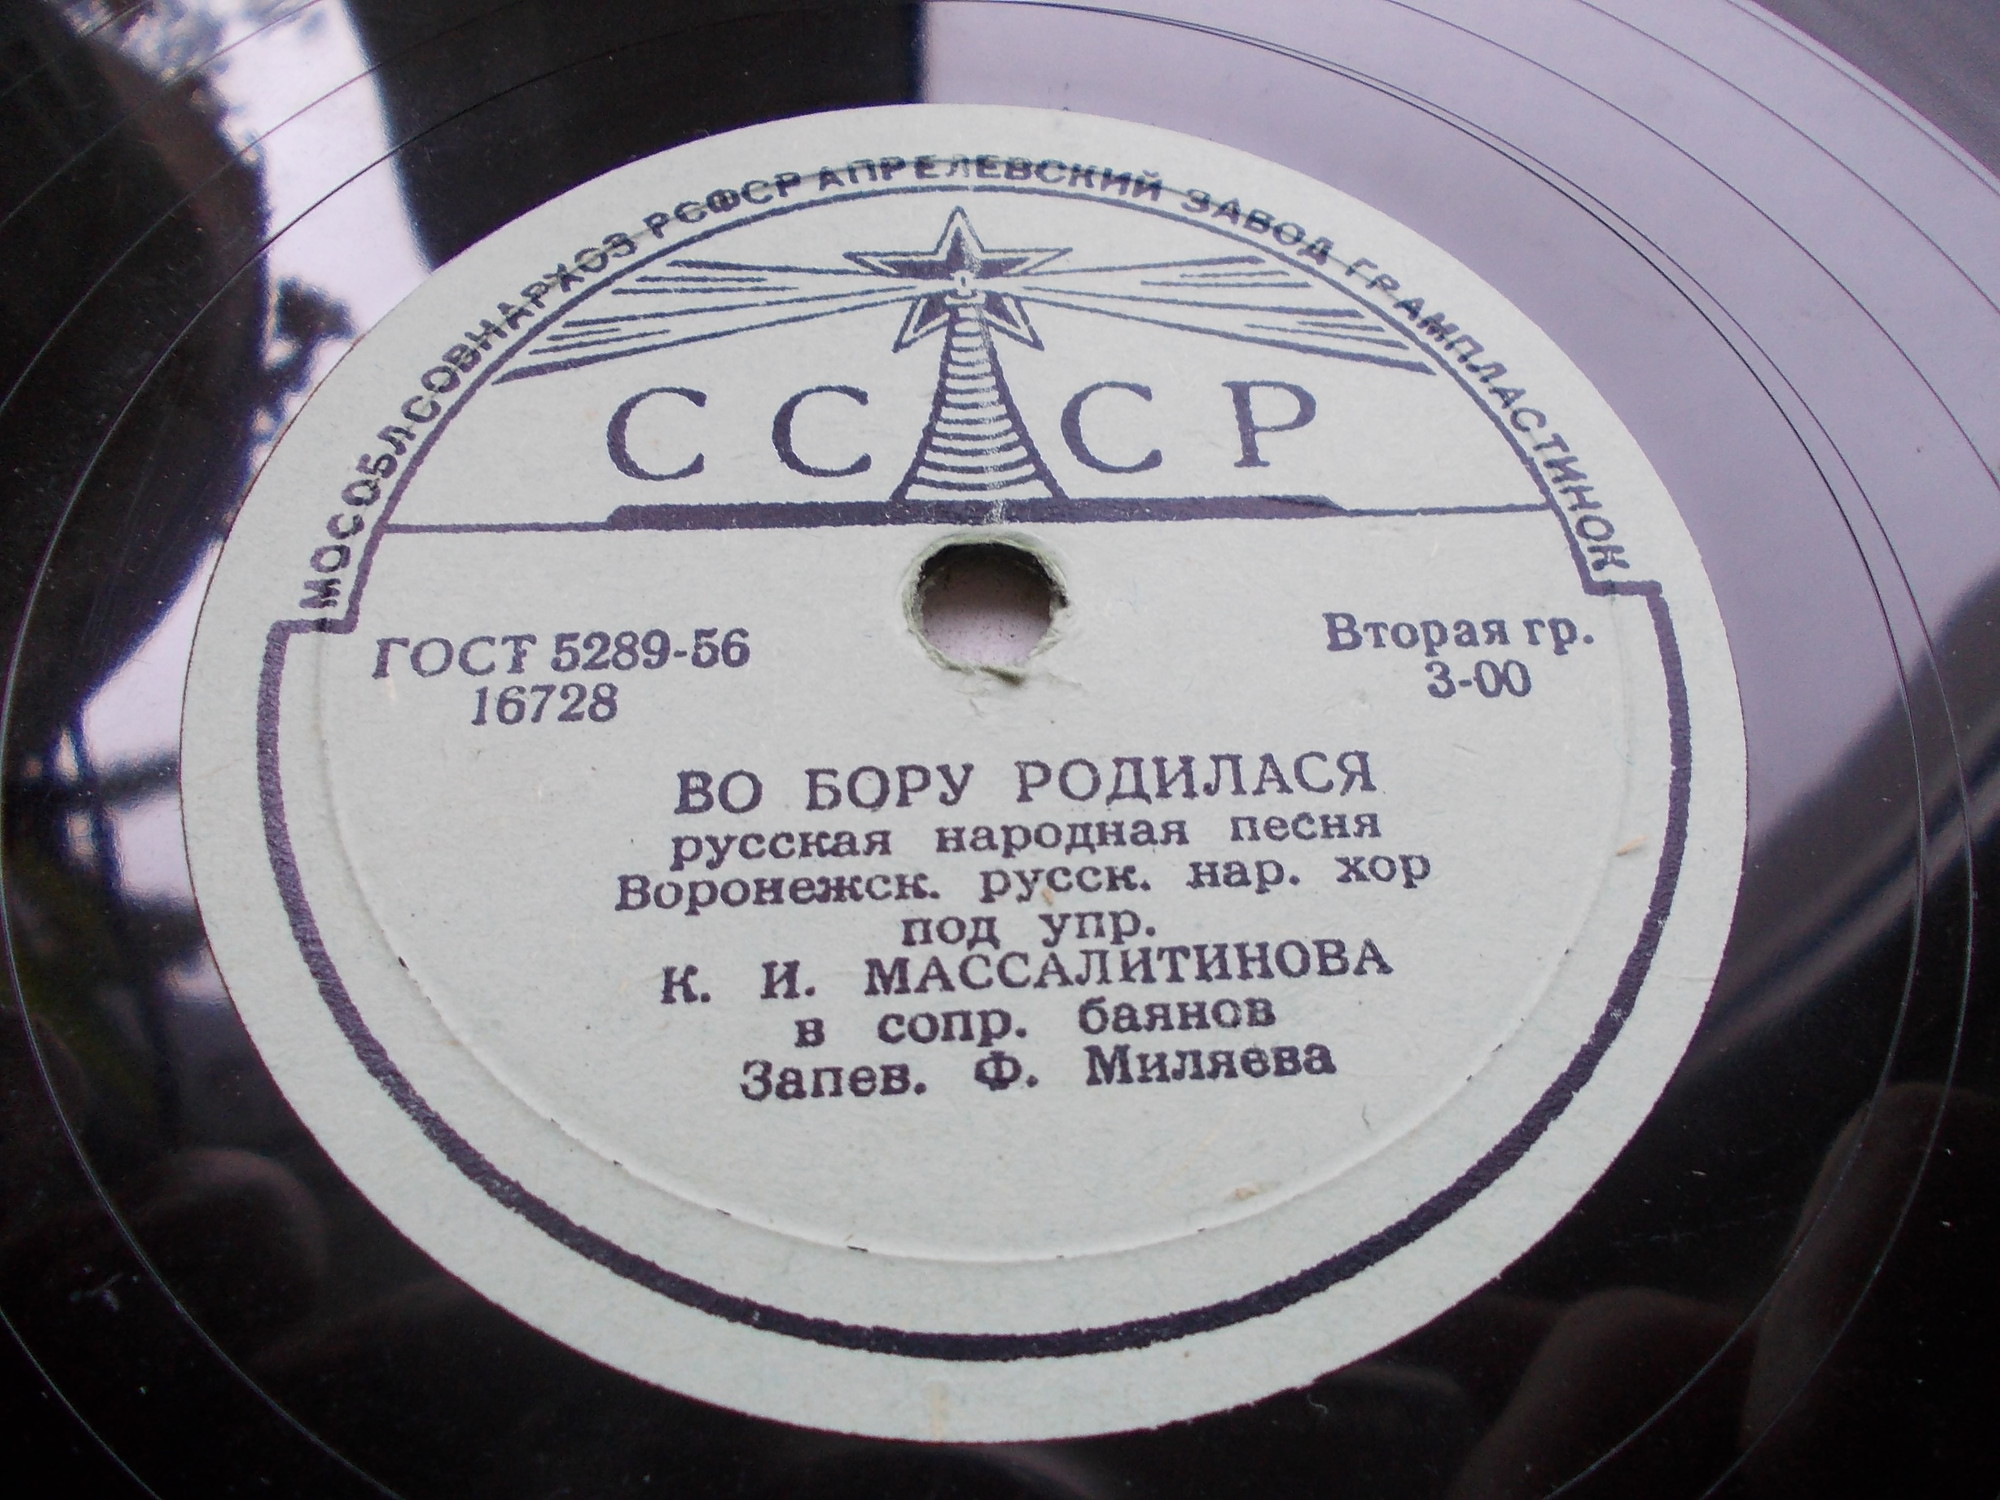 МОСОБЛСОВНАРХОЗ РСФСР АПРЕЛЕВСКИЙ ЗАВОД ГРАМПЛАСТИНОК
СССР
ГОСТ 5289-56
16728
Вторая гр.
3-00
ВО БОРУ РОДИЛАСЯ
русская народная песня
Воронежск. русск. нар. хор
под упр.
К. И. МАССАЛИТИНОВА
в сопр. баянов
Запев. Ф. Миляева